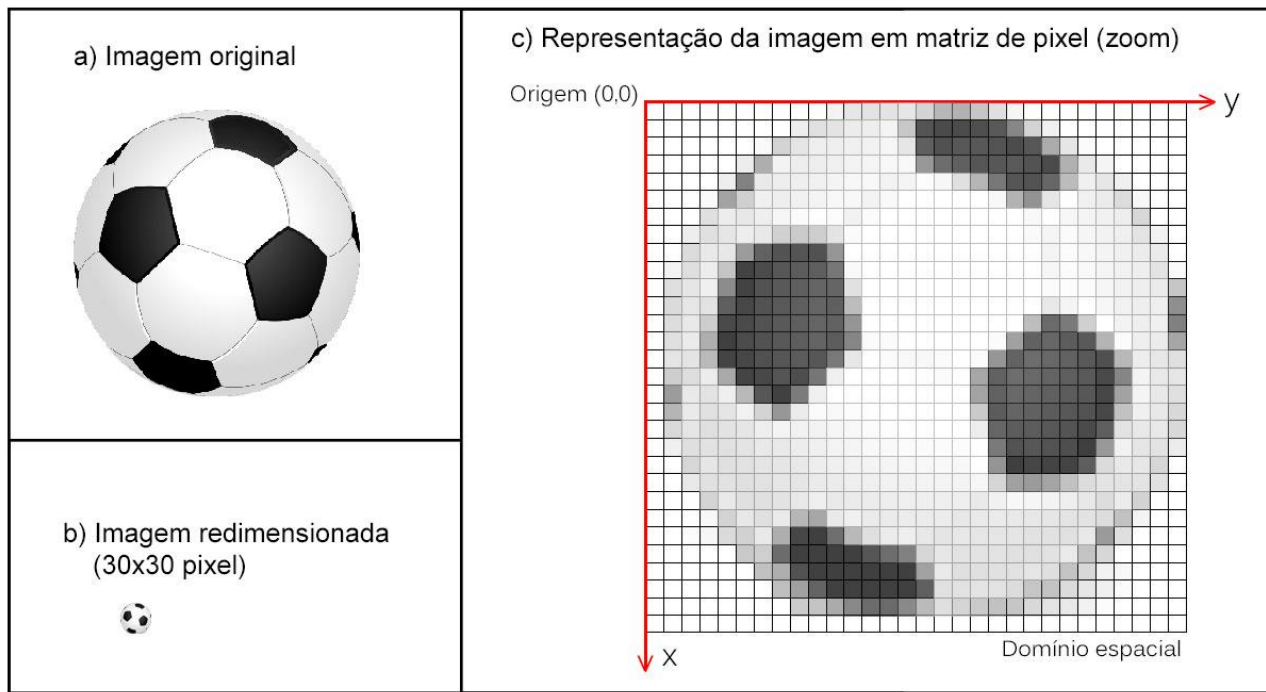 a) Imagem original
b) Imagem redimensionada
(30x30 pixel)
c) Representação da imagem em matriz de pixel (zoom)
Origem (0,0)
y
x
Domínio espacial